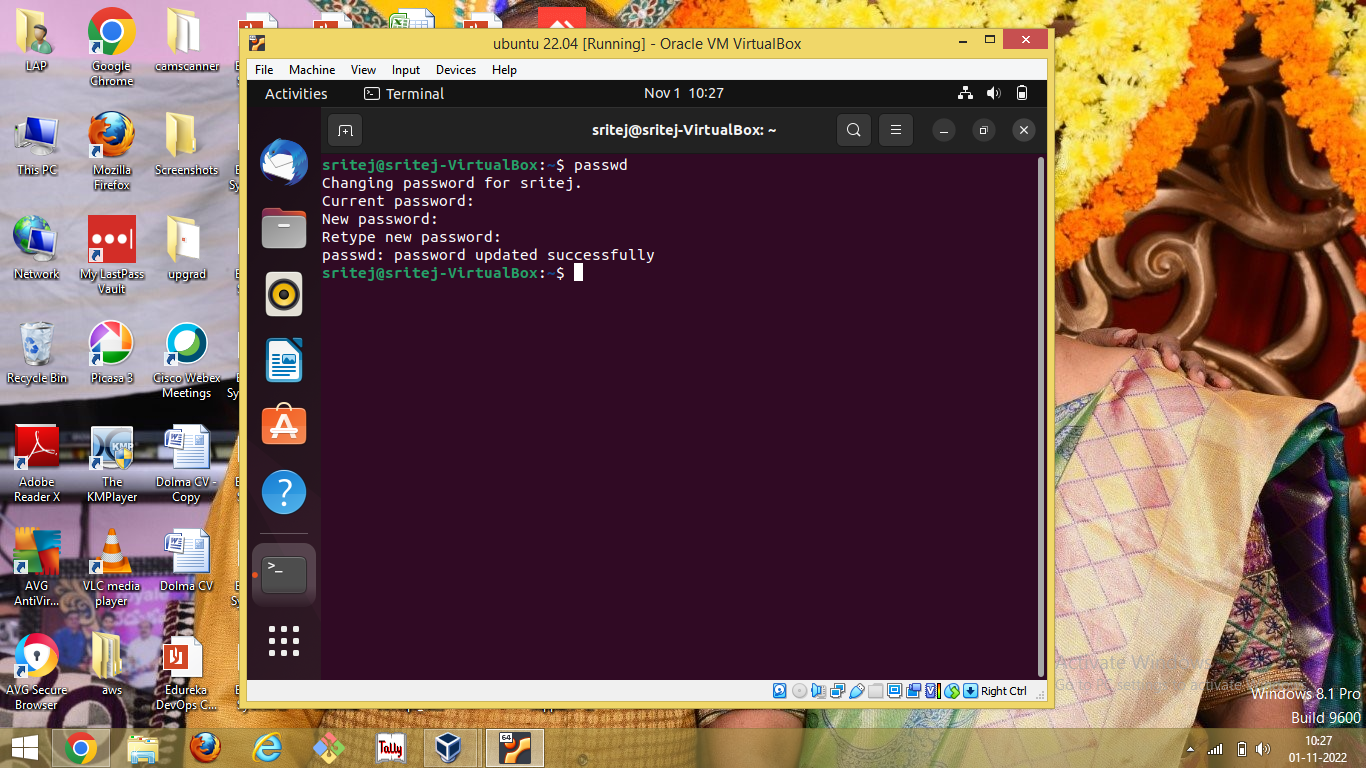 LAP
Google Chrome
camscanner
This PC
Mozilla Firefox
Screenshots
Network
My LastPass Vault
upgrad
Recycle Bin
Picasa 3
Cisco Webex Meetings
Adobe Reader X
The KMPlayer
Dolma CV - Copy
AVG AntiVir...
VLC media player
Dolma CV
AVG Secure Browser
aws
Edureka DevOps C...
ubuntu 22.04 [Running] - Oracle VM VirtualBox
File Machine View Input Devices Help
Activities Terminal Nov 1 10:27
sritej@sritej-VirtualBox: ~
sritej@sritej-VirtualBox:~$ passwd
Changing password for sritej.
Current password:
New password:
Retype new password:
passwd: password updated successfully
sritej@sritej-VirtualBox:~$
Right Ctrl
Activate Windows
Windows 8.1 Pro
Build 9600
Tally
64
10:27
01-11-2022